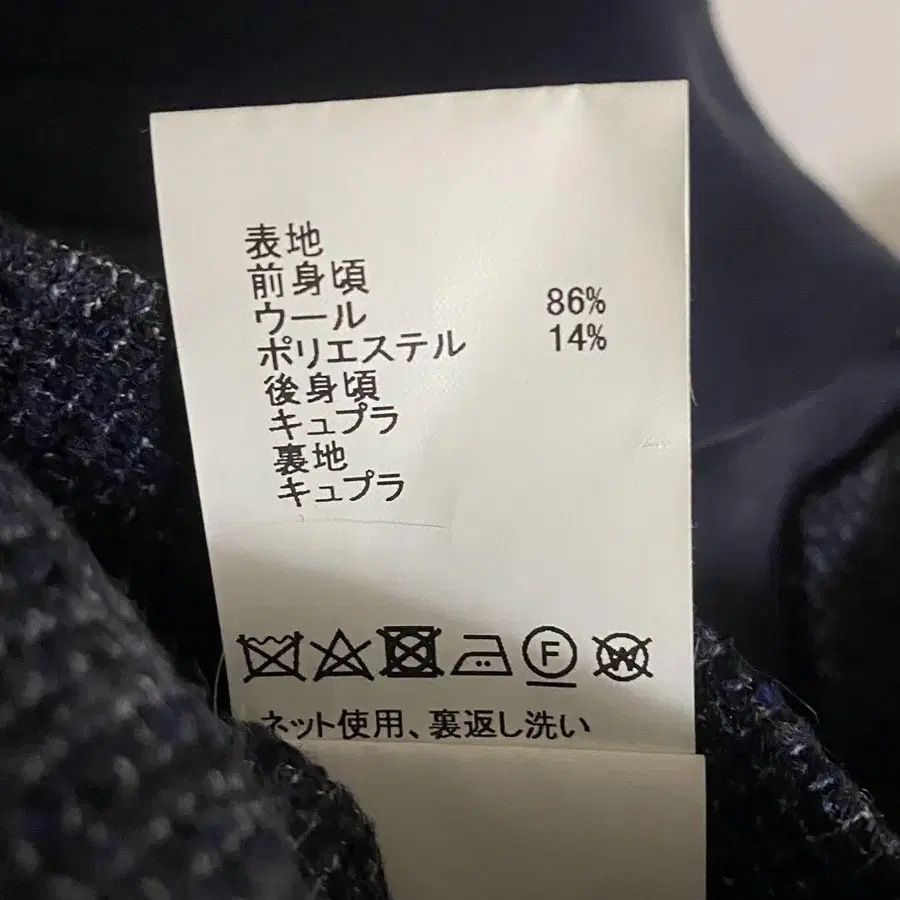 表地
前身頃
ウール 86%
ポリエステル 14%
後身頃
キュプラ
裏地
キュプラ
F W
ネット使用、裏返し洗い